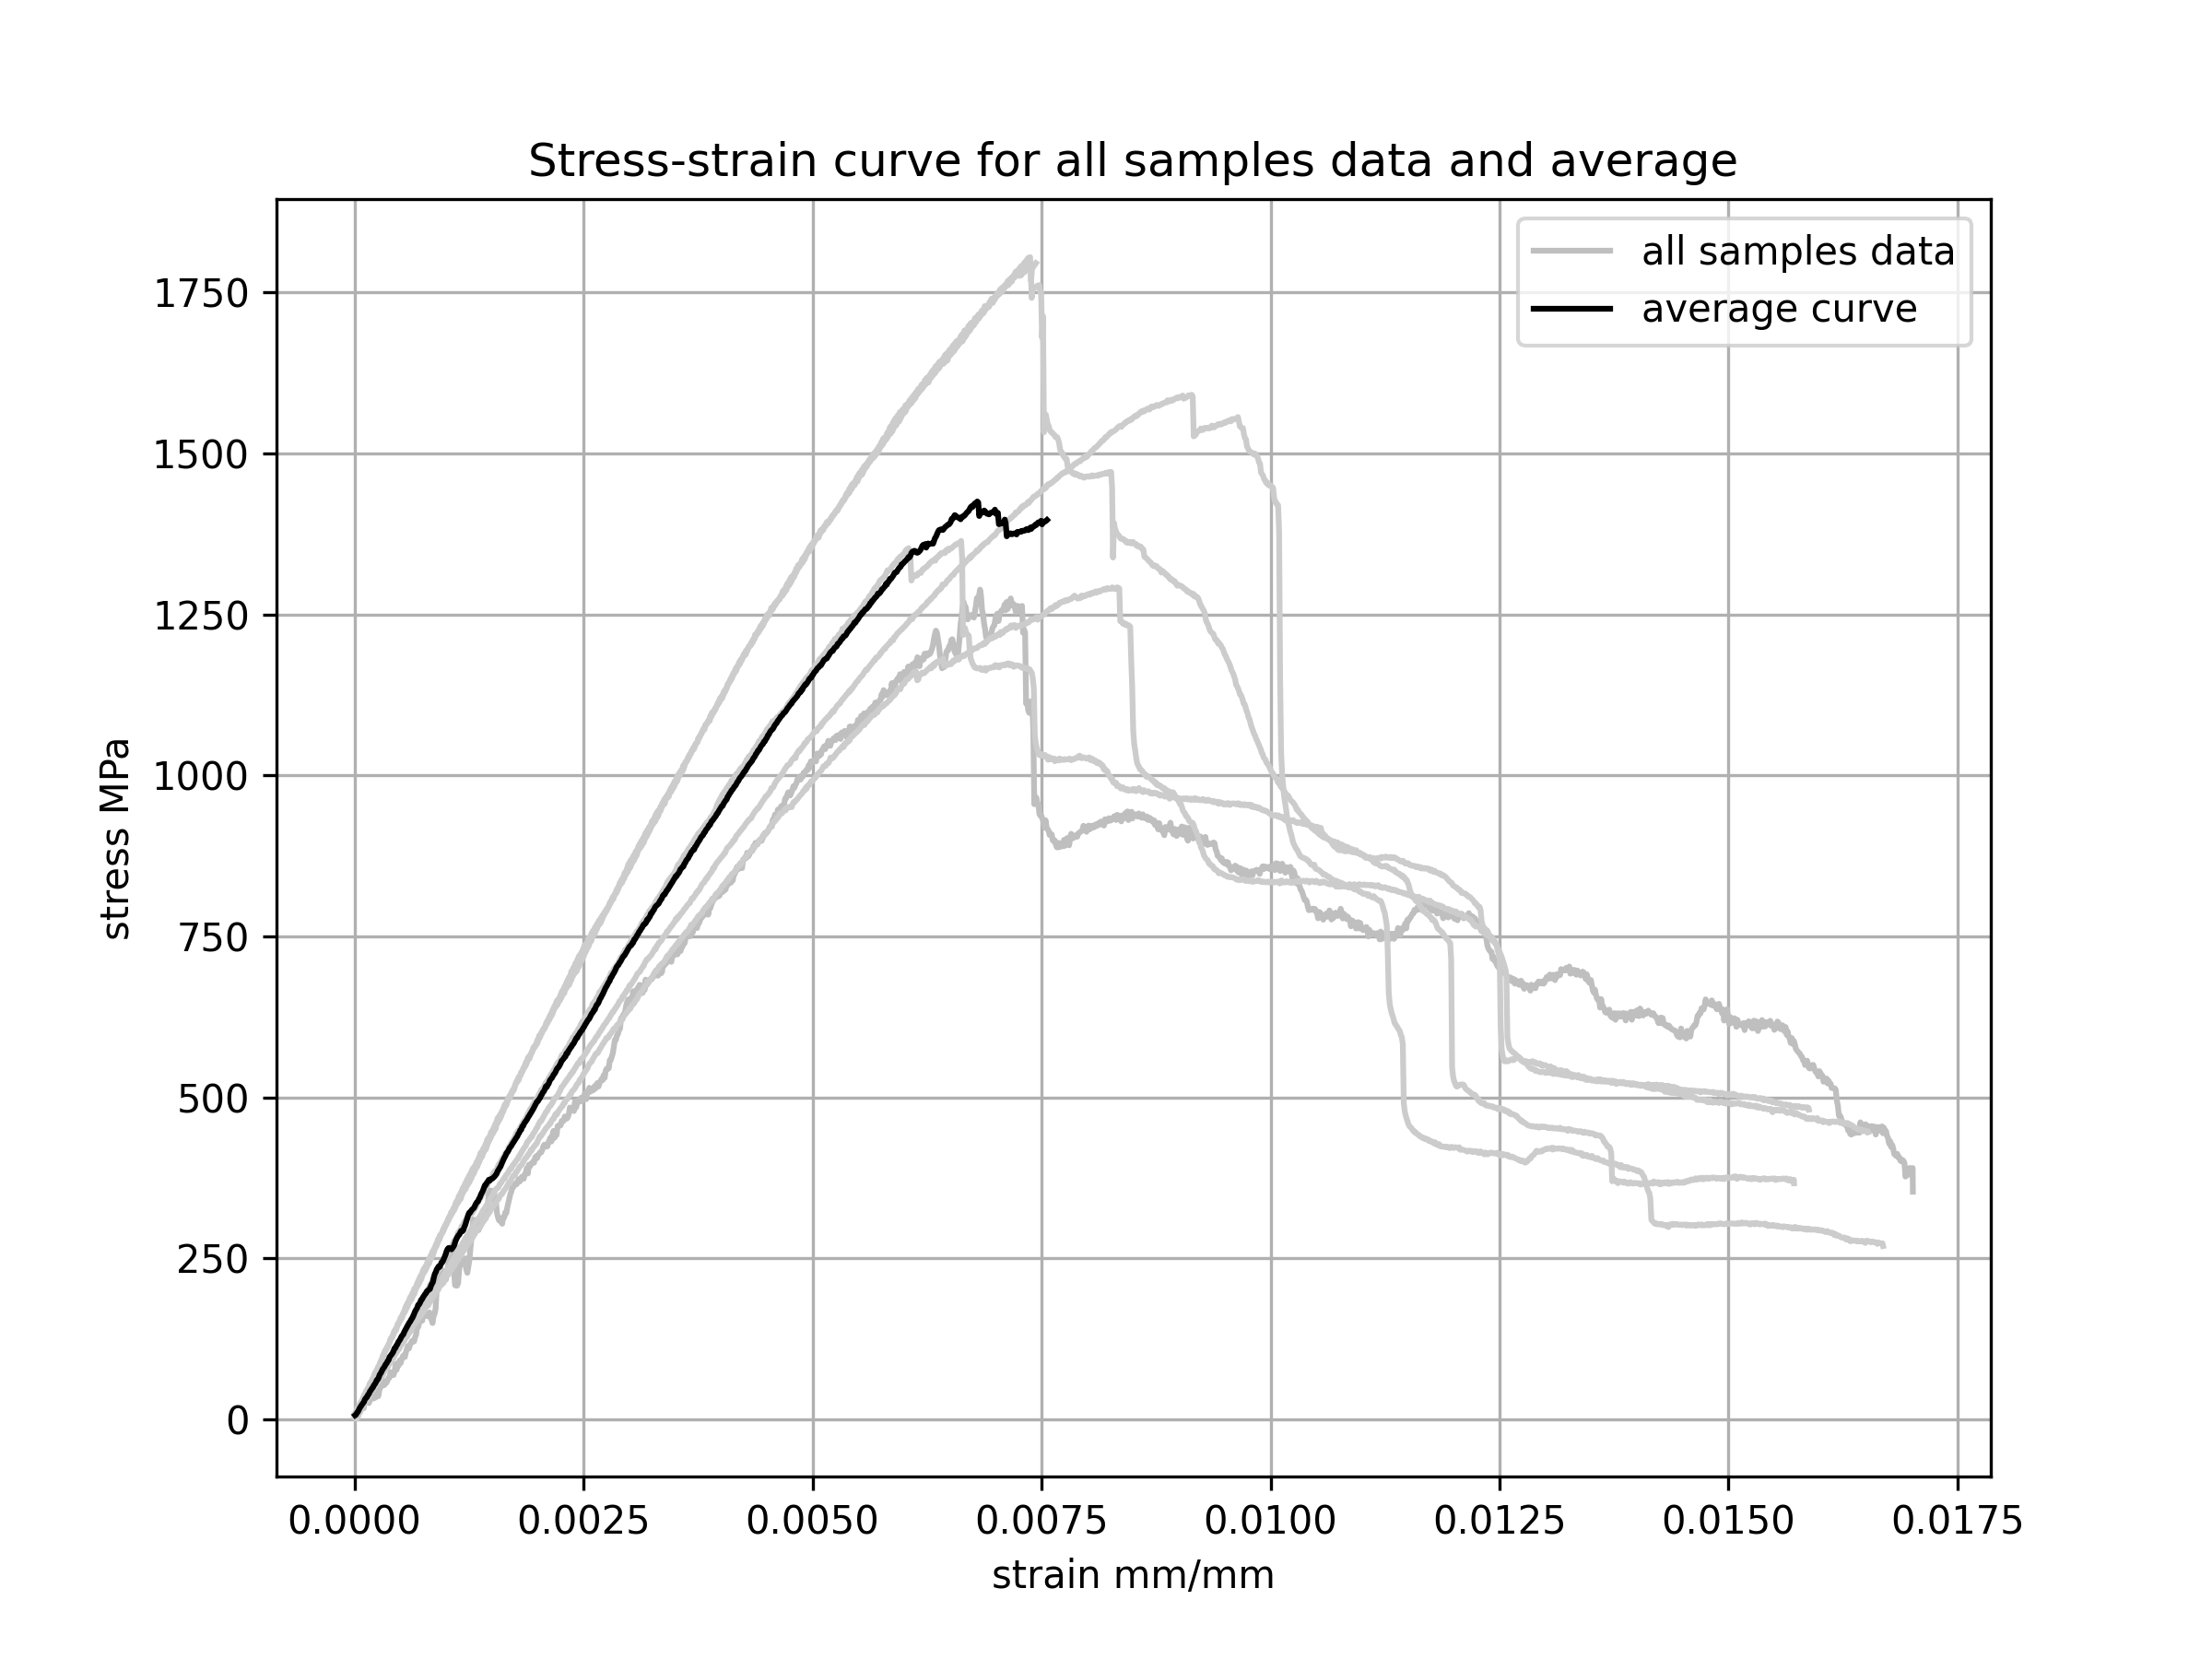 Stress-strain curve for all samples data and average
all samples data
average curve
stress MPa
1750
1500
1250
1000
750
500
250
0
0.0000 0.0025 0.0050 0.0075 0.0100 0.0125 0.0150 0.0175
strain mm/mm